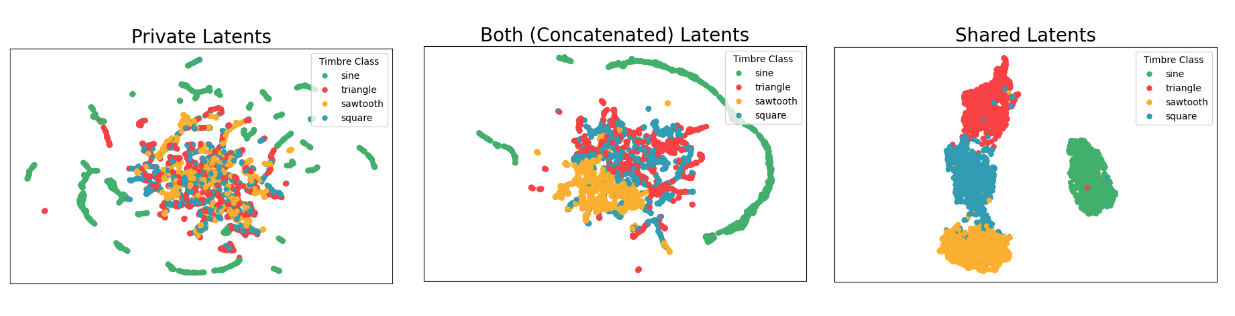 Private Latents
Timbre Class
sine
triangle
sawtooth
square
Both (Concatenated) Latents
Timbre Class
sine
triangle
sawtooth
square
Shared Latents
Timbre Class
sine
triangle
sawtooth
square